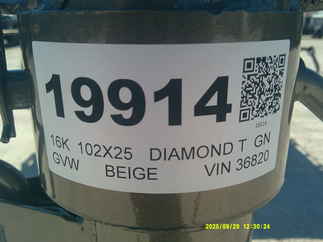 19914
16K 102X25 DIAMOND T GN
GVW BEIGE VIN 36820
2020/09/29 12:30:24